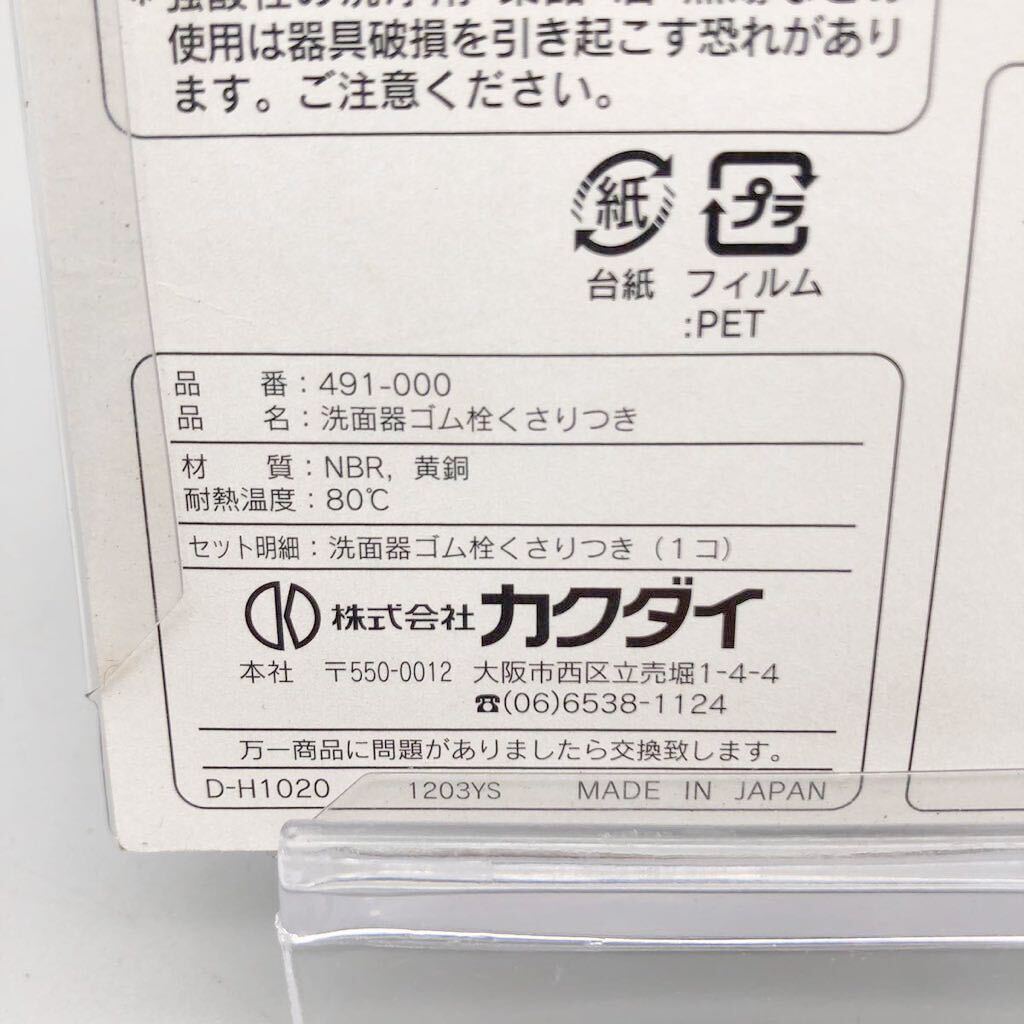 使用は器具破損を引き起こす恐れがあり
ます。ご注意ください。
紙 プラ
台紙 フィルム
:PET
品 番：491-000
品 名：洗面器ゴム栓くさりつき
材 質：NBR, 黄銅
耐熱温度：80℃
セット明細：洗面器ゴム栓くさりつき（1コ）
株式会社カクダイ
本社 〒550-0012 大阪市西区立売堀1-4-4
☎(06)6538-1124
万一商品に問題がありましたら交換致します。
D-H1020 1203YS MADE IN JAPAN